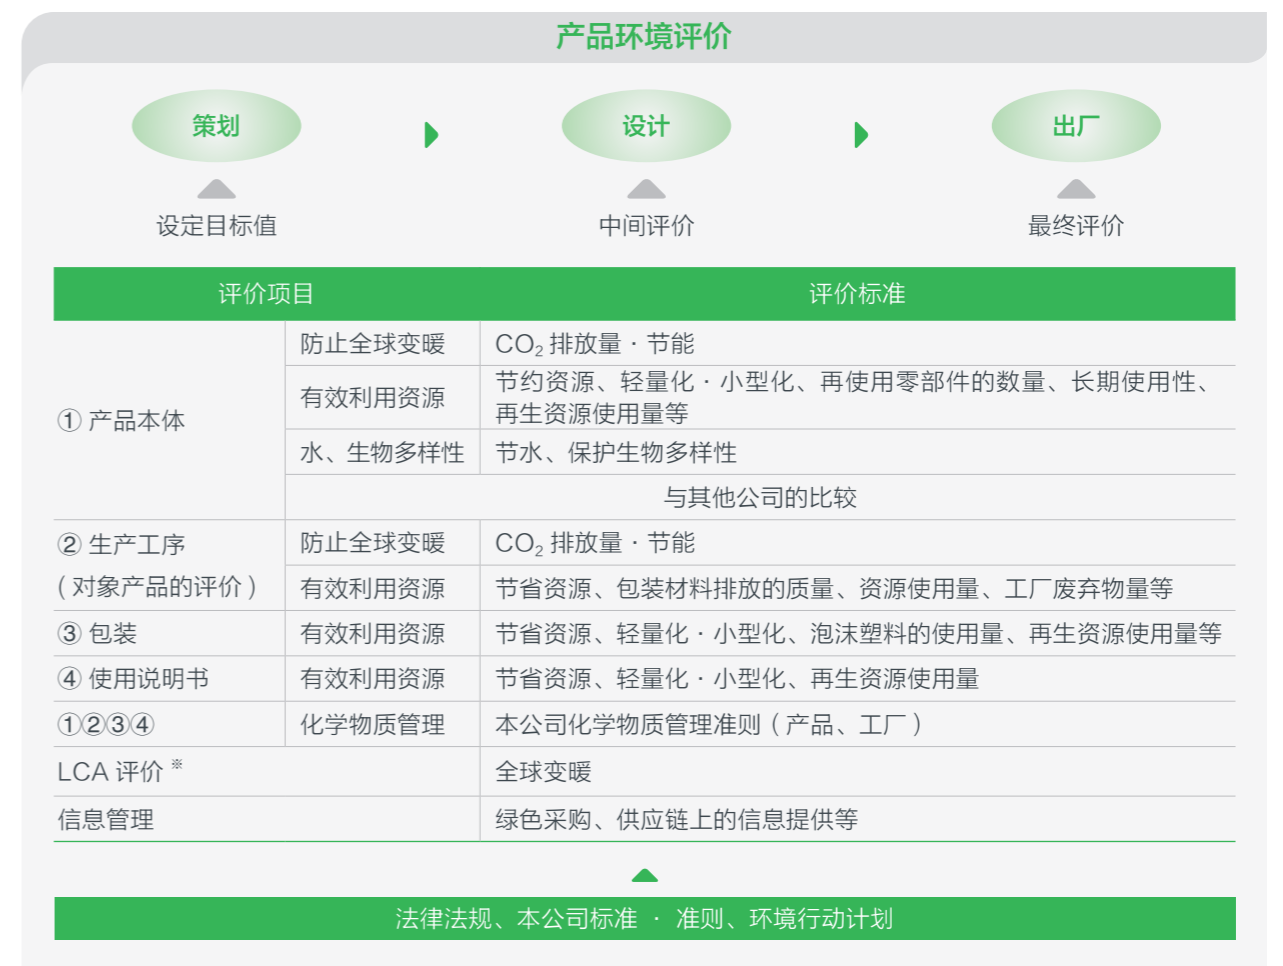 产品环境评价
策划
设计
出厂
设定目标值
中间评价
最终评价
评价项目
评价标准
① 产品本体
防止全球变暖
CO₂ 排放量 · 节能
有效利用资源
节约资源、轻量化 · 小型化、再使用零部件的数量、长期使用性、
再生资源使用量等
水、生物多样性
节水、保护生物多样性
与其他公司的比较
② 生产工序
( 对象产品的评价 )
防止全球变暖
CO₂ 排放量 · 节能
有效利用资源
节省资源、包装材料排放的质量、资源使用量、工厂废弃物量等
③ 包装
有效利用资源
节省资源、轻量化 · 小型化、泡沫塑料的使用量、再生资源使用量等
④ 使用说明书
有效利用资源
节省资源、轻量化 · 小型化、再生资源使用量
①②③④
化学物质管理
本公司化学物质管理准则 ( 产品、工厂 )
LCA 评价 ※
全球变暖
信息管理
绿色采购、供应链上的信息提供等
法律法规、本公司标准 · 准则、环境行动计划